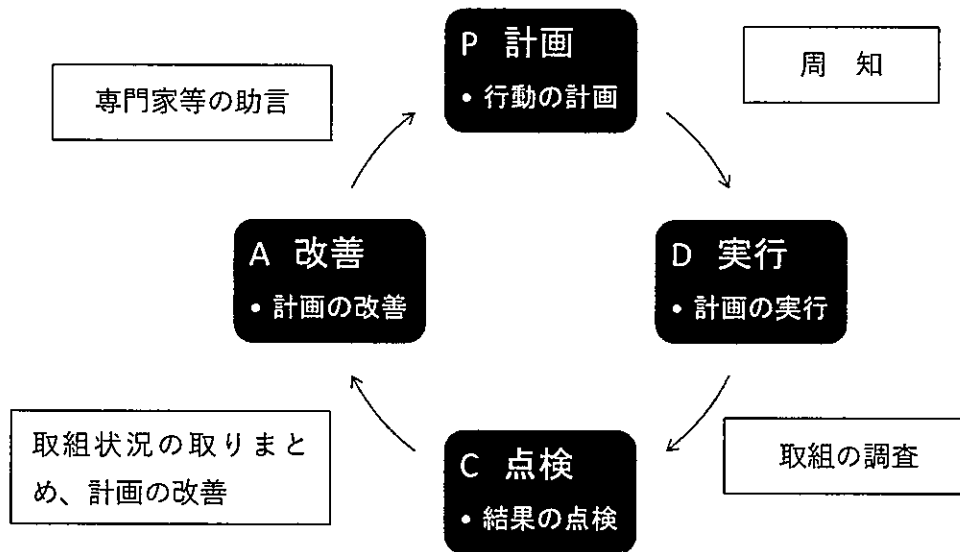 P 計画
• 行動の計画
周 知
専門家等の助言
A 改善
• 計画の改善
D 実行
• 計画の実行
取組状況の取りまと
め、計画の改善
C 点検
• 結果の点検
取組の調査